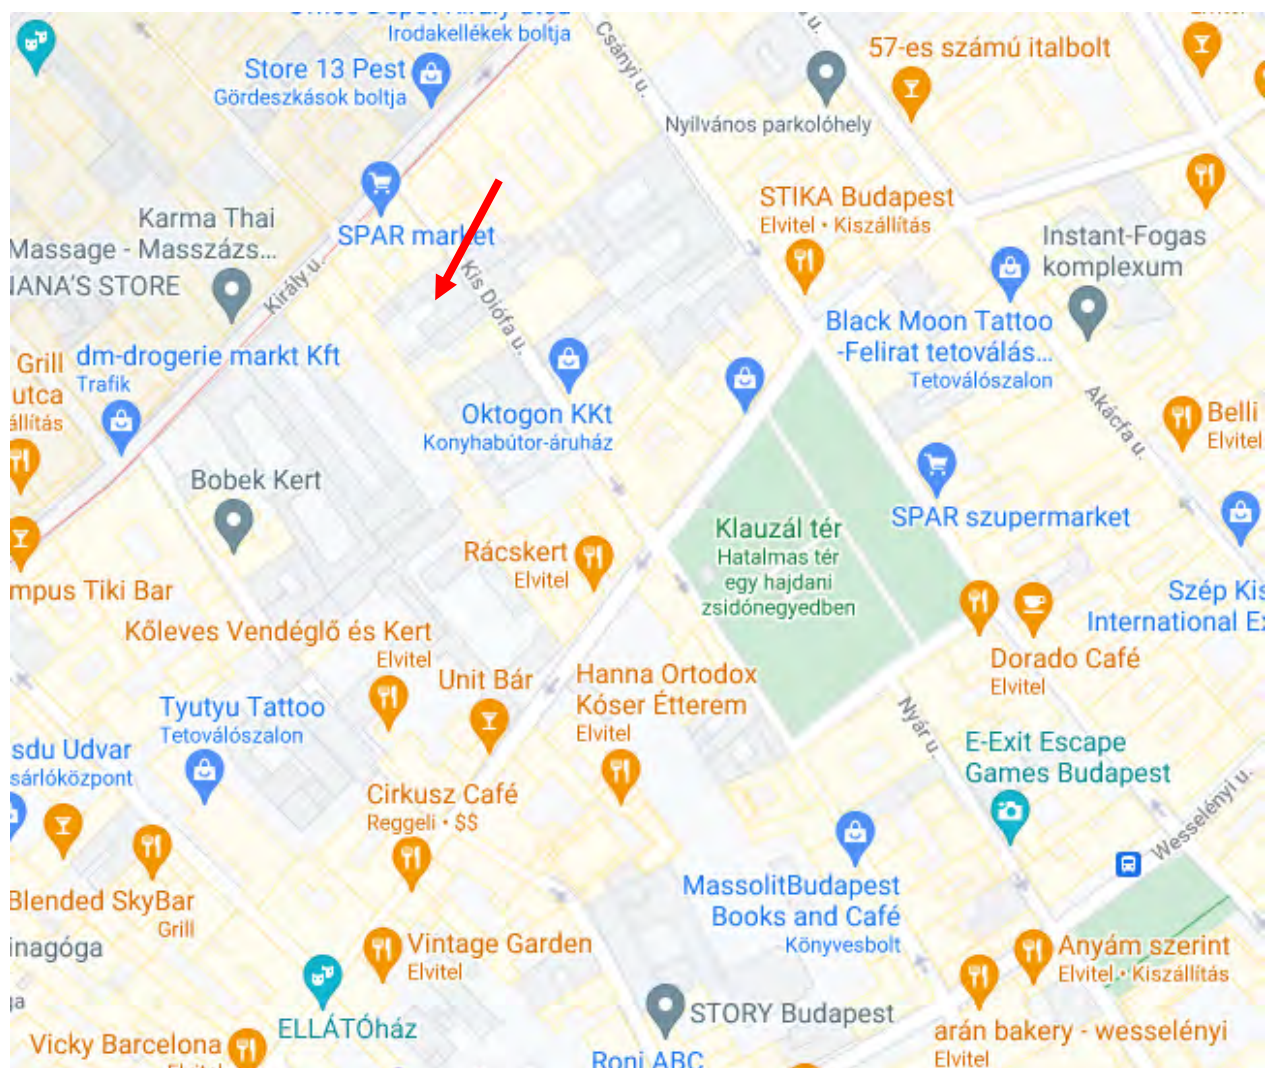 Irodakellékek boltja
Csányi u.
u.
57-es számú italbolt
Store 13 Pest
Gördeszkások boltja
Nyilvános parkolóhely
STIKA Budapest
Elvitel • Kiszállítás
Karma Thai
Massage - Masszázs...
SPAR market
Instant-Fogas
komplexum
NANA'S STORE
Király u.
Kis Diófa u.
Black Moon Tattoo
-Felirat tetoválás...
Tetoválószalon
Grill
utca
dm-drogerie markt Kft
Trafik
Akácfa u.
Oktogon KKt
Konyhabútor-áruház
Belli
Elvitel
Bobek Kert
SPAR szupermarket
Klauzál tér
Hatalmas tér
egy hajdani
zsidónegyedben
Rácskert
Elvitel
mpus Tiki Bar
Szép Kis
International Ex
Kőleves Vendéglő és Kert
Elvitel
Unit Bár
Hanna Ortodox
Kóser Étterem
Elvitel
Dorado Café
Elvitel
Tyutyu Tattoo
Tetoválószalon
Nyár u.
sdu Udvar
sárlóközpont
E-Exit Escape
Games Budapest
Cirkusz Café
Reggeli • $$
Wesselényi u.
Blended SkyBar
Grill
MassolitBudapest
Books and Café
Könyvesbolt
inagóga
Vintage Garden
Elvitel
Anyám szerint
Elvitel • Kiszállítás
ELLÁTÓház
STORY Budapest
arán bakery - wesselényi
Elvitel
Vicky Barcelona
Roni ABC